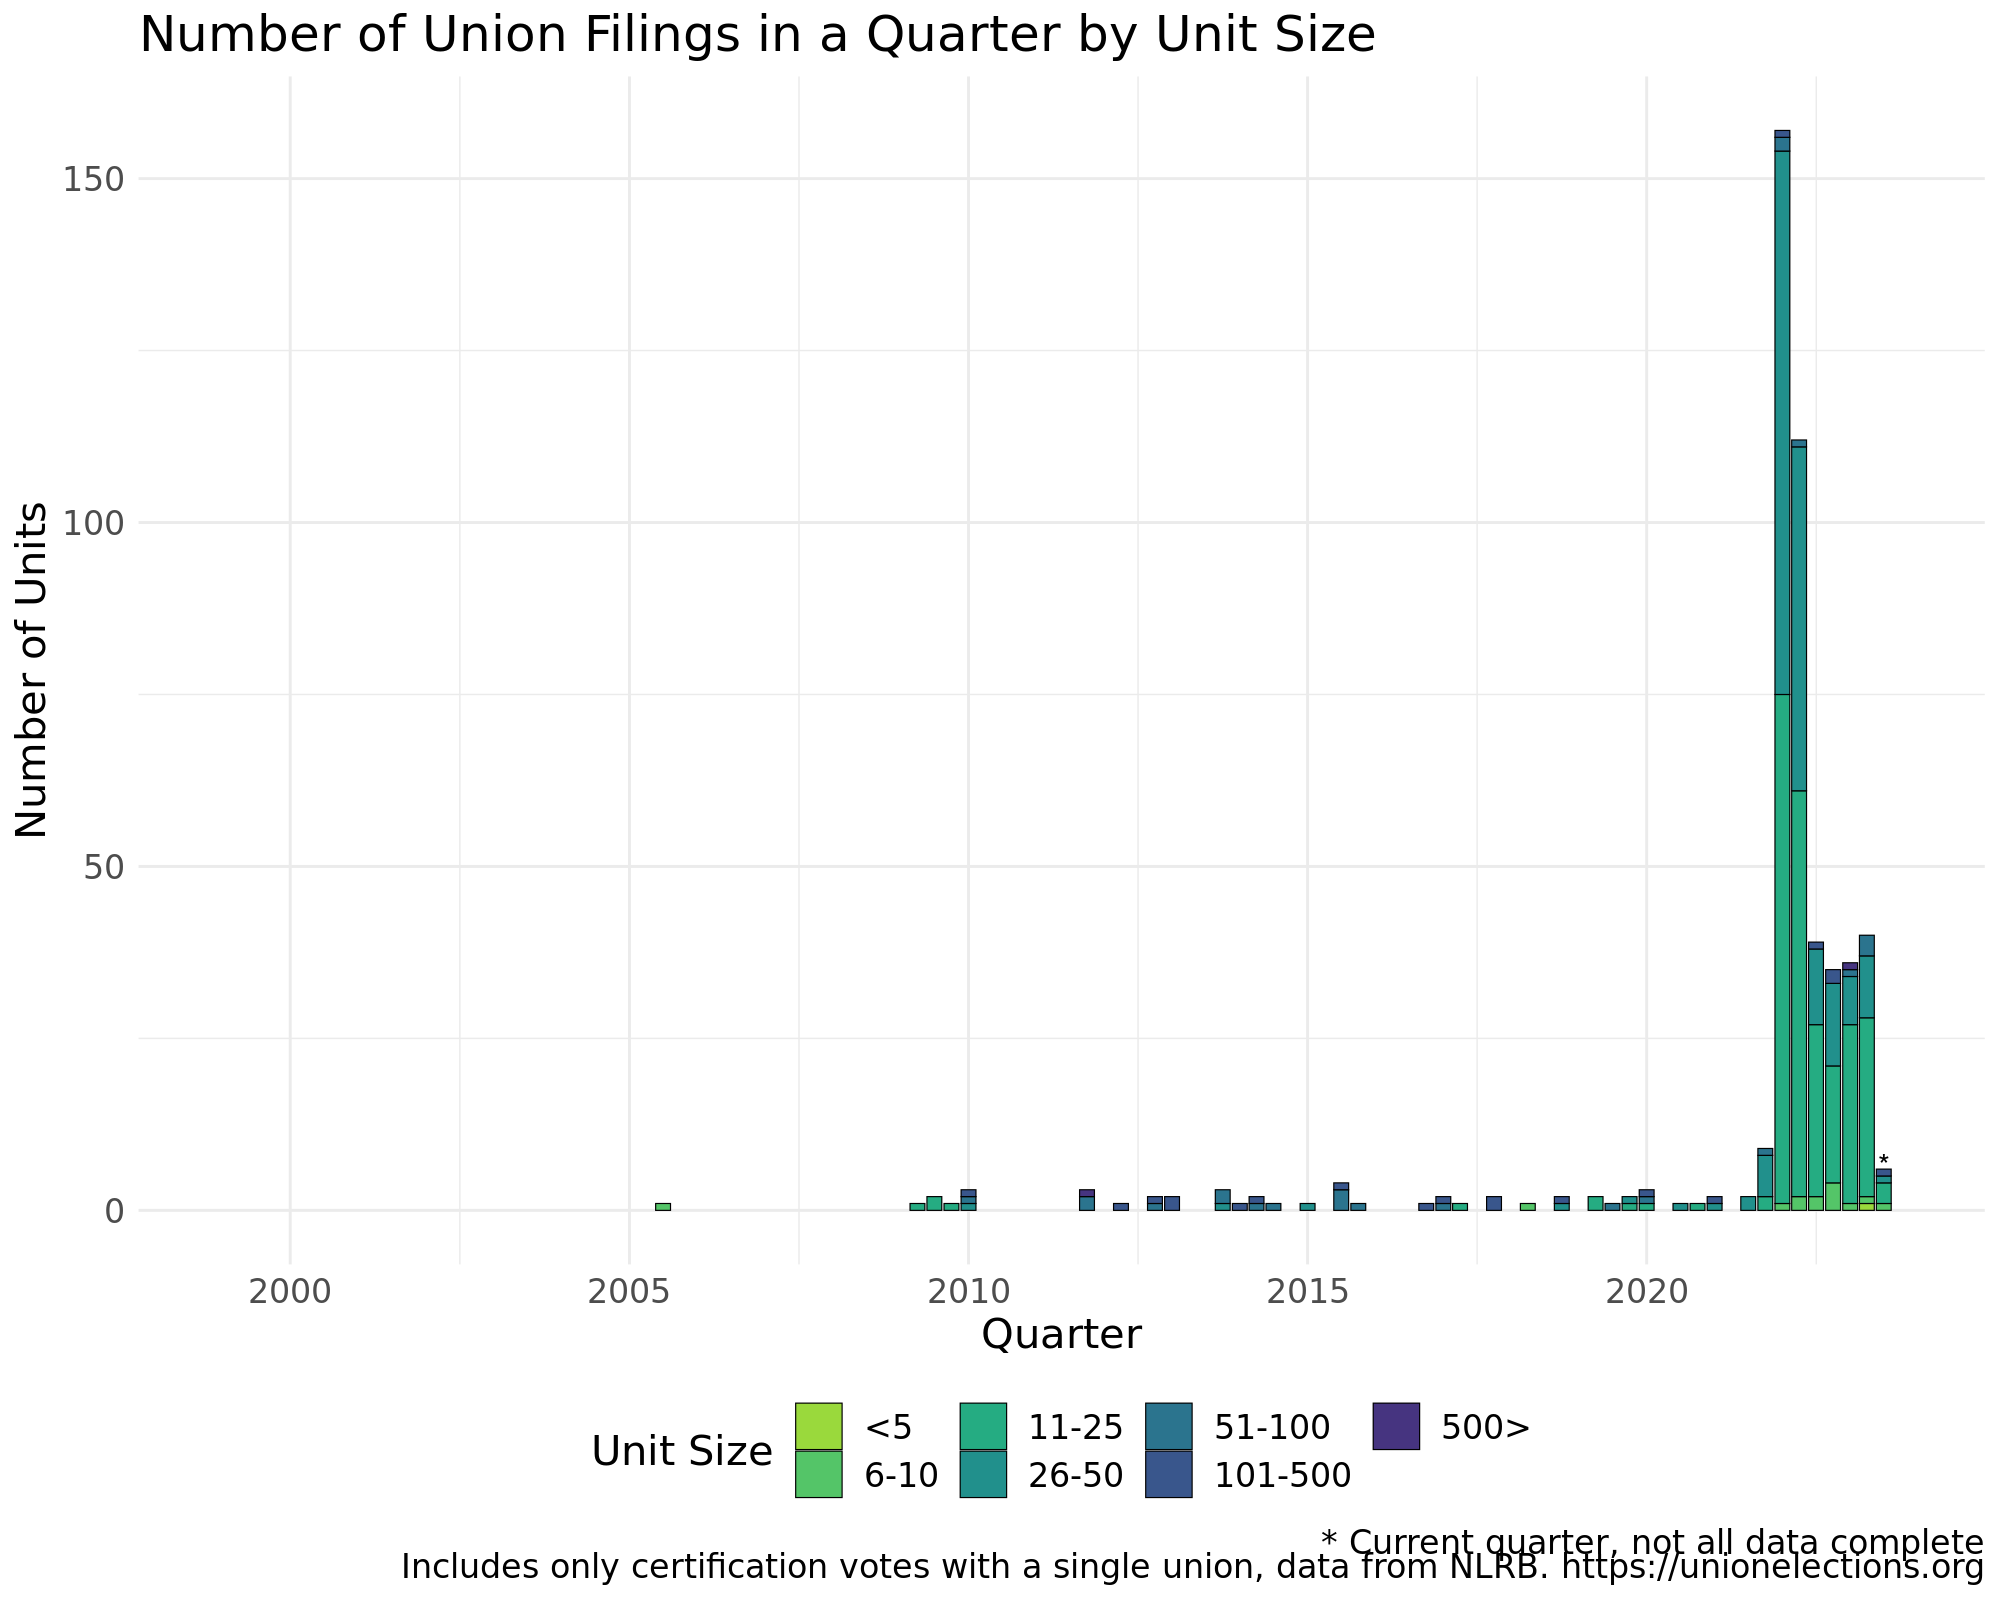 Number of Union Filings in a Quarter by Unit Size
Number of Units
150
100
50
0
*
2000 2005 2010 2015 2020
Quarter
Unit Size
<5 11-25 51-100 500>
6-10 26-50 101-500
* Current quarter, not all data complete
Includes only certification votes with a single union, data from NLRB. https://unionelections.org